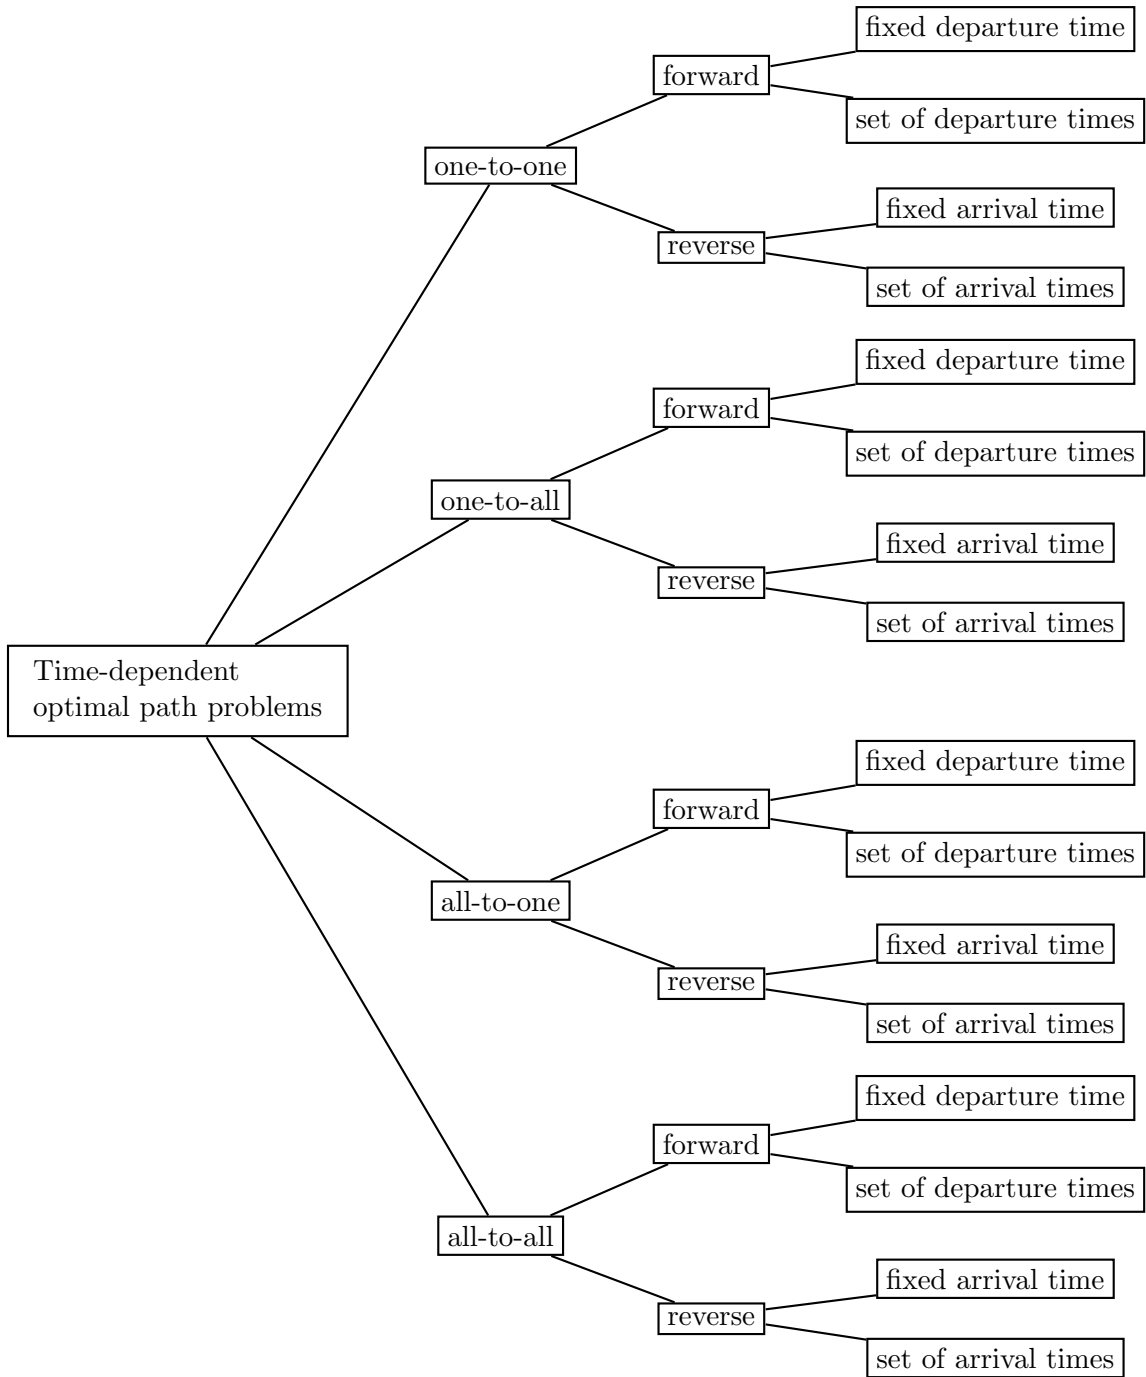 fixed departure time
forward
set of departure times
one-to-one
fixed arrival time
reverse
set of arrival times
fixed departure time
forward
set of departure times
one-to-all
fixed arrival time
reverse
set of arrival times
Time-dependent
optimal path problems
fixed departure time
forward
set of departure times
all-to-one
fixed arrival time
reverse
set of arrival times
fixed departure time
forward
set of departure times
all-to-all
fixed arrival time
reverse
set of arrival times